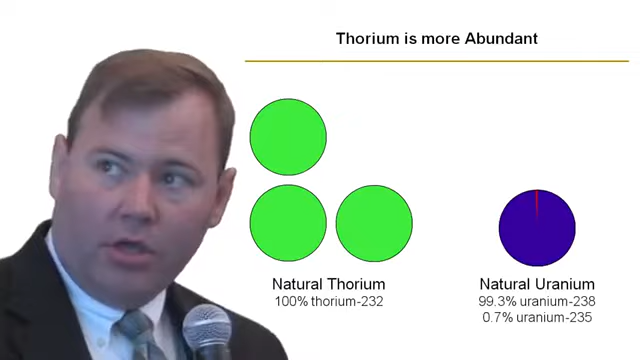 Thorium is more Abundant
Natural Thorium
100% thorium-232
Natural Uranium
99.3% uranium-238
0.7% uranium-235